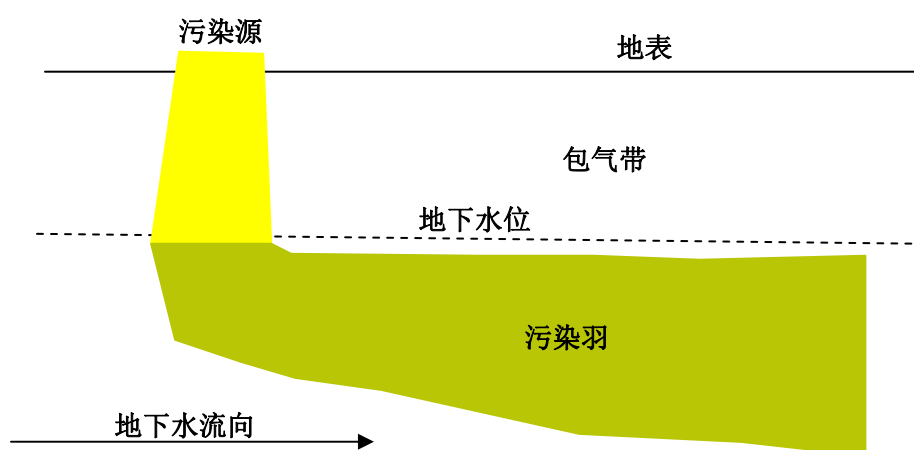 污染源
地表
包气带
地下水位
污染羽
地下水流向